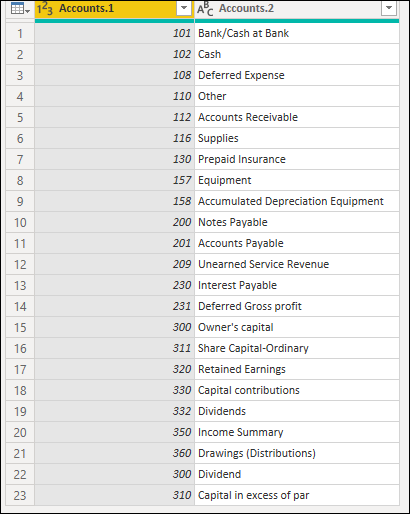 123 Accounts.1 ABC Accounts.2
1 101 Bank/Cash at Bank
2 102 Cash
3 108 Deferred Expense
4 110 Other
5 112 Accounts Receivable
6 116 Supplies
7 130 Prepaid Insurance
8 157 Equipment
9 158 Accumulated Depreciation Equipment
10 200 Notes Payable
11 201 Accounts Payable
12 209 Unearned Service Revenue
13 230 Interest Payable
14 231 Deferred Gross profit
15 300 Owner's capital
16 311 Share Capital-Ordinary
17 320 Retained Earnings
18 330 Capital contributions
19 332 Dividends
20 350 Income Summary
21 360 Drawings (Distributions)
22 300 Dividend
23 310 Capital in excess of par